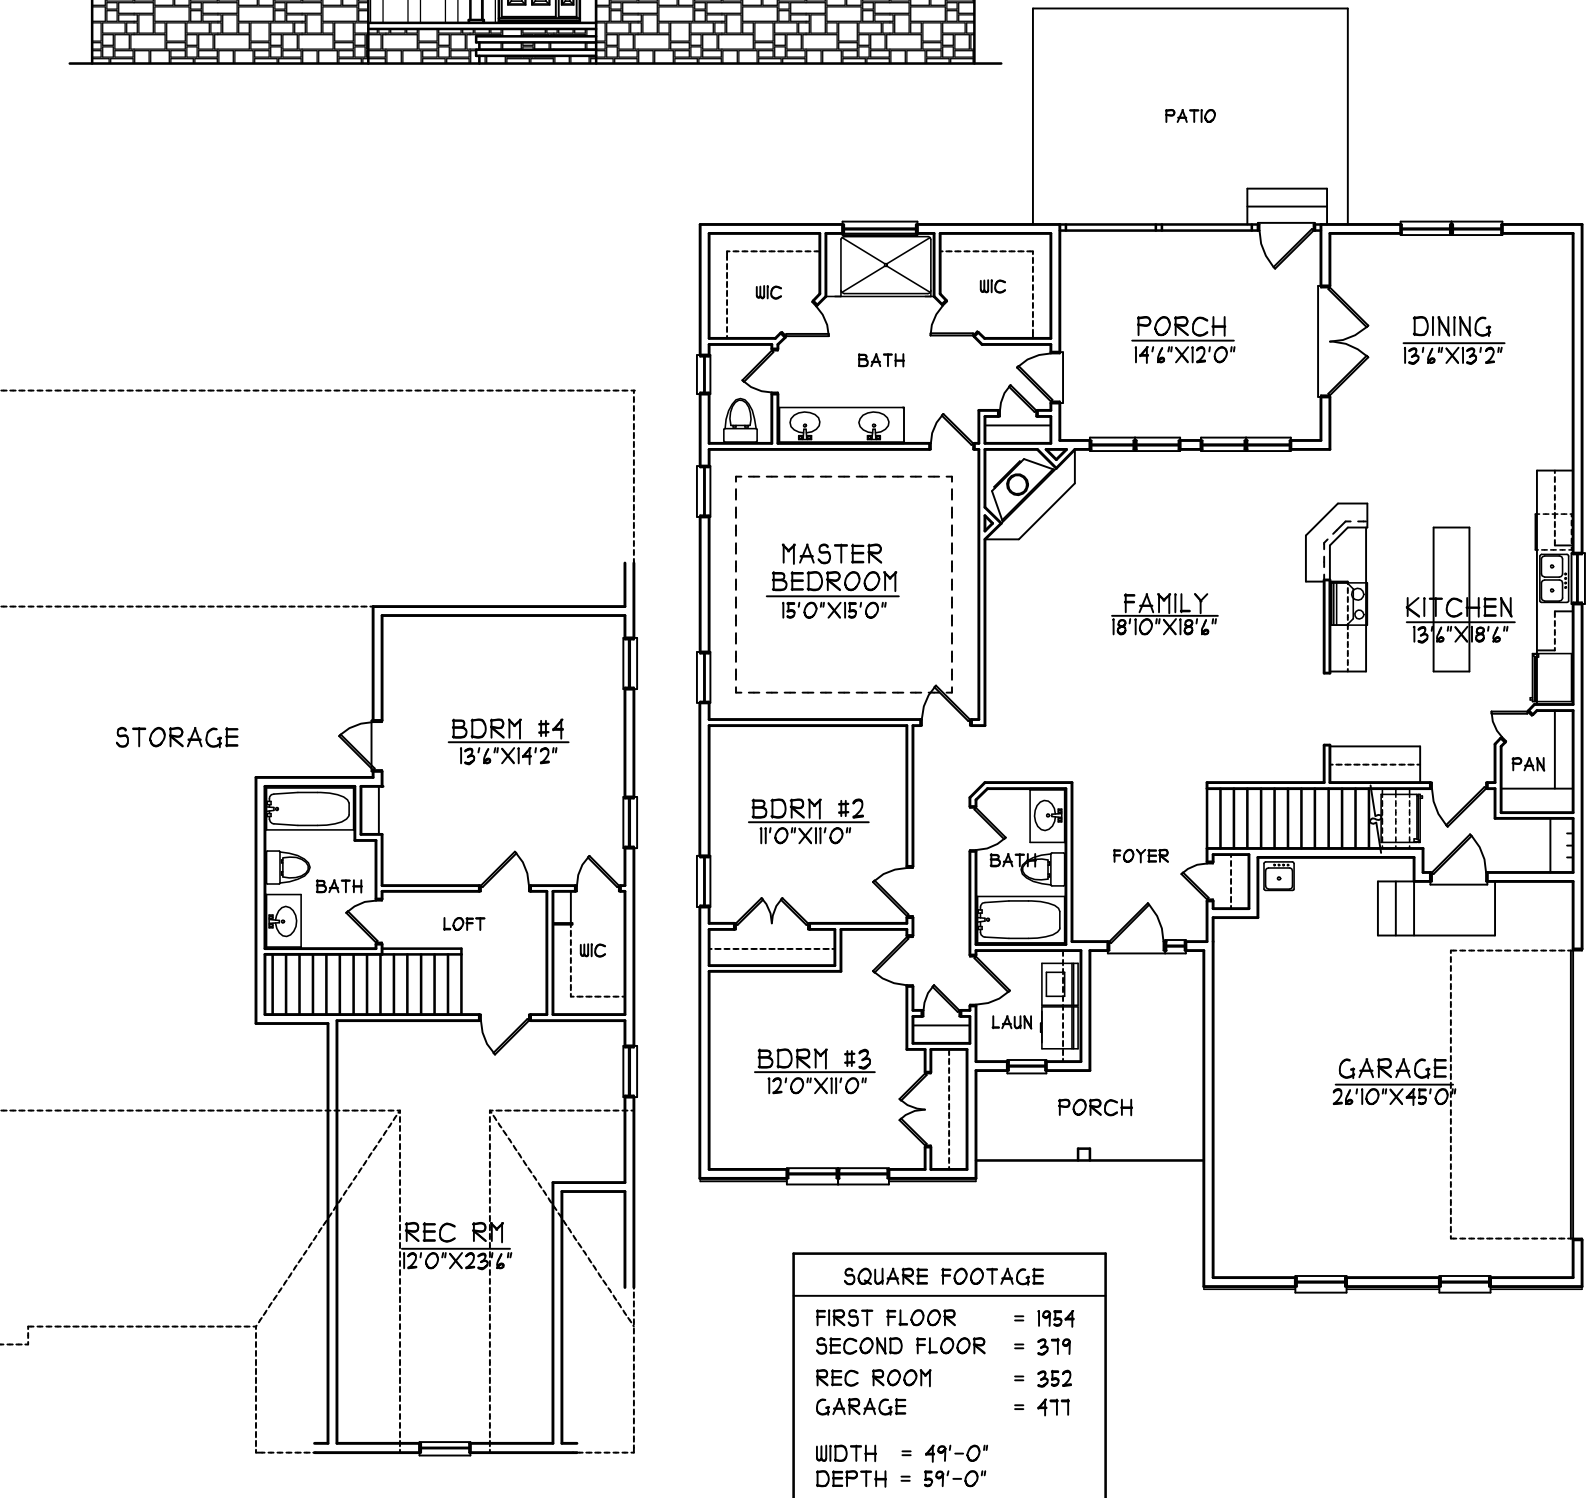 PATIO
WIC
WIC
BATH
PORCH
14'6"X12'0"
DINING
13'6"X13'2"
MASTER
BEDROOM
15'0"X15'0"
FAMILY
18'10"X18'6"
KITCHEN
13'6"X18'6"
PAN
STORAGE
BDRM #4
13'6"X14'2"
BATH
LOFT
WIC
BDRM #2
11'0"X11'0"
BATH
FOYER
LAUN
BDRM #3
12'0"X11'0"
PORCH
GARAGE
26'10"X45'0"
REC RM
12'0"X23'6"
SQUARE FOOTAGE
FIRST FLOOR = 1954
SECOND FLOOR = 379
REC ROOM = 352
GARAGE = 477
WIDTH = 49'-0"
DEPTH = 59'-0"